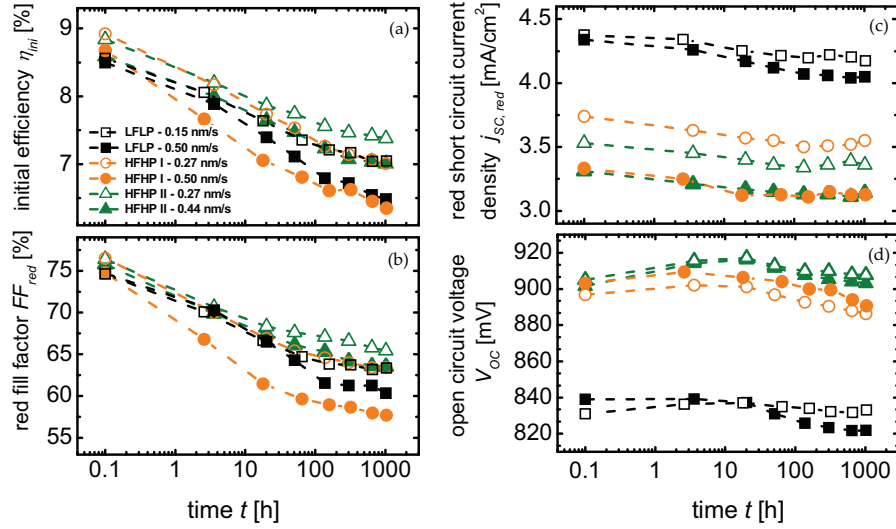 (a)
initial efficiency η_ini [%]
9
8
7
LFLP - 0.15 nm/s
LFLP - 0.50 nm/s
HFHP I - 0.27 nm/s
HFHP I - 0.50 nm/s
HFHP II - 0.27 nm/s
HFHP II - 0.44 nm/s
(b)
red fill factor FF_red [%]
75
70
65
60
55
0.1 1 10 100 1000
time t [h]
(c)
red short circuit current
density j_SC, red [mA/cm²]
4.5
4.0
3.5
3.0
(d)
open circuit voltage
V_OC [mV]
920
900
880
860
840
820
0.1 1 10 100 1000
time t [h]